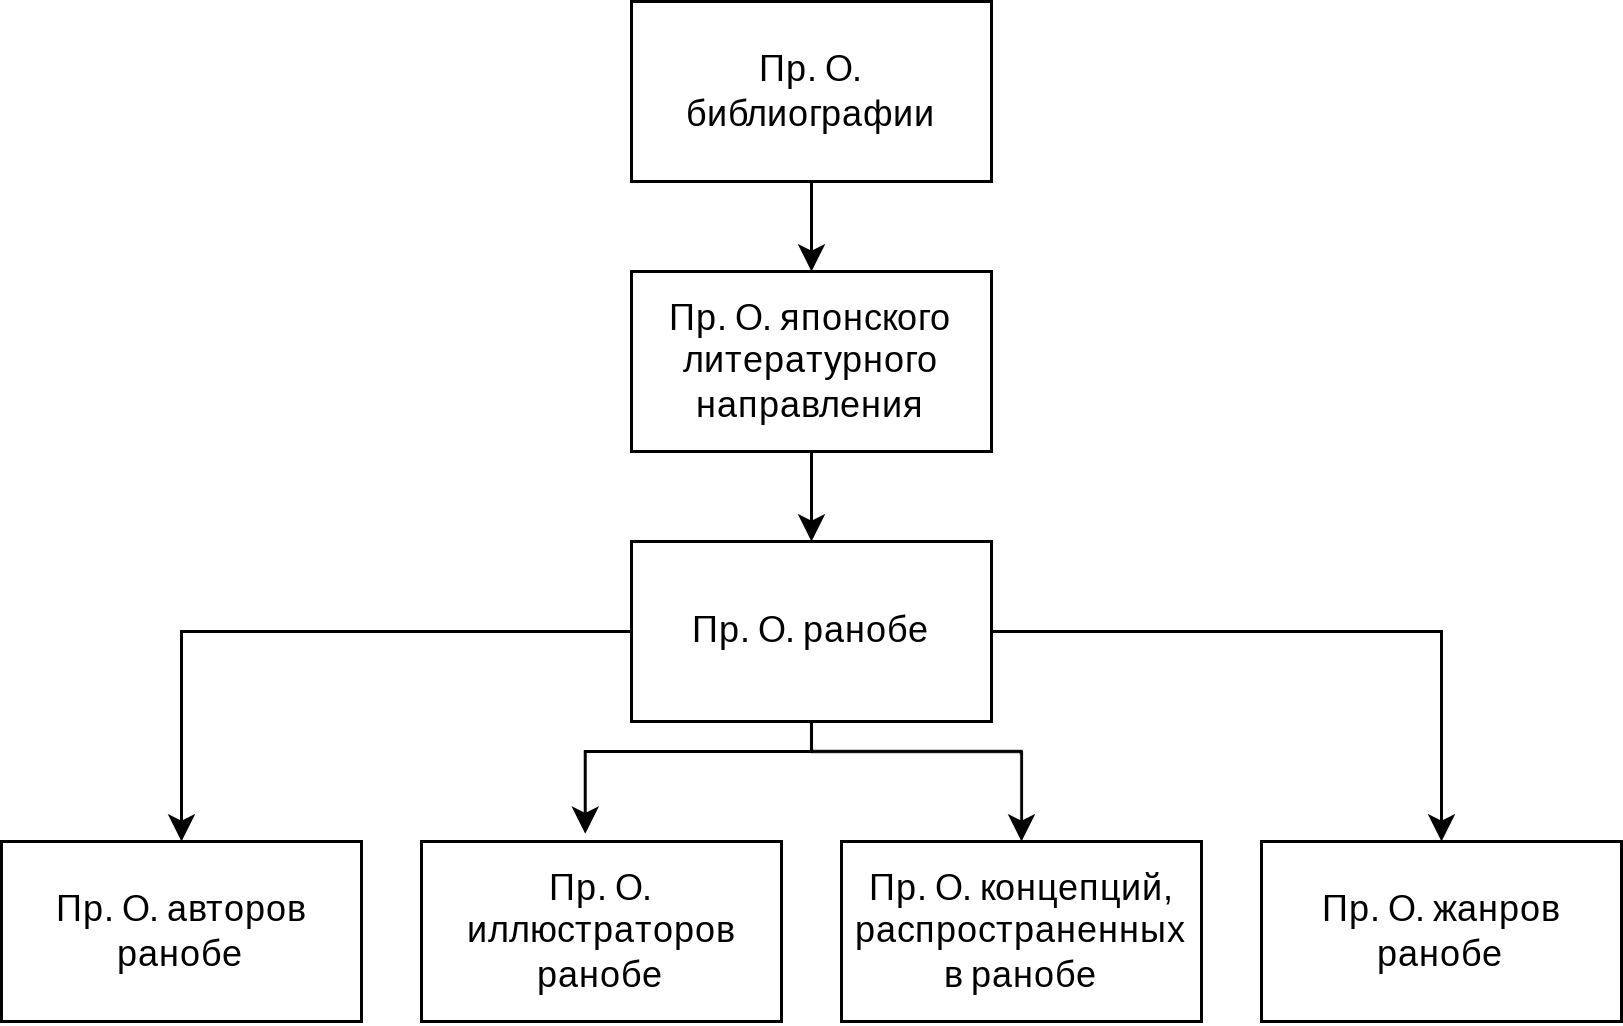 Пр. О.
библиографии
Пр. О. японского
литературного
направления
Пр. О. ранобе
Пр. О. авторов
ранобе
Пр. О.
иллюстраторов
ранобе
Пр. О. концепций,
распространенных
в ранобе
Пр. О. жанров
ранобе